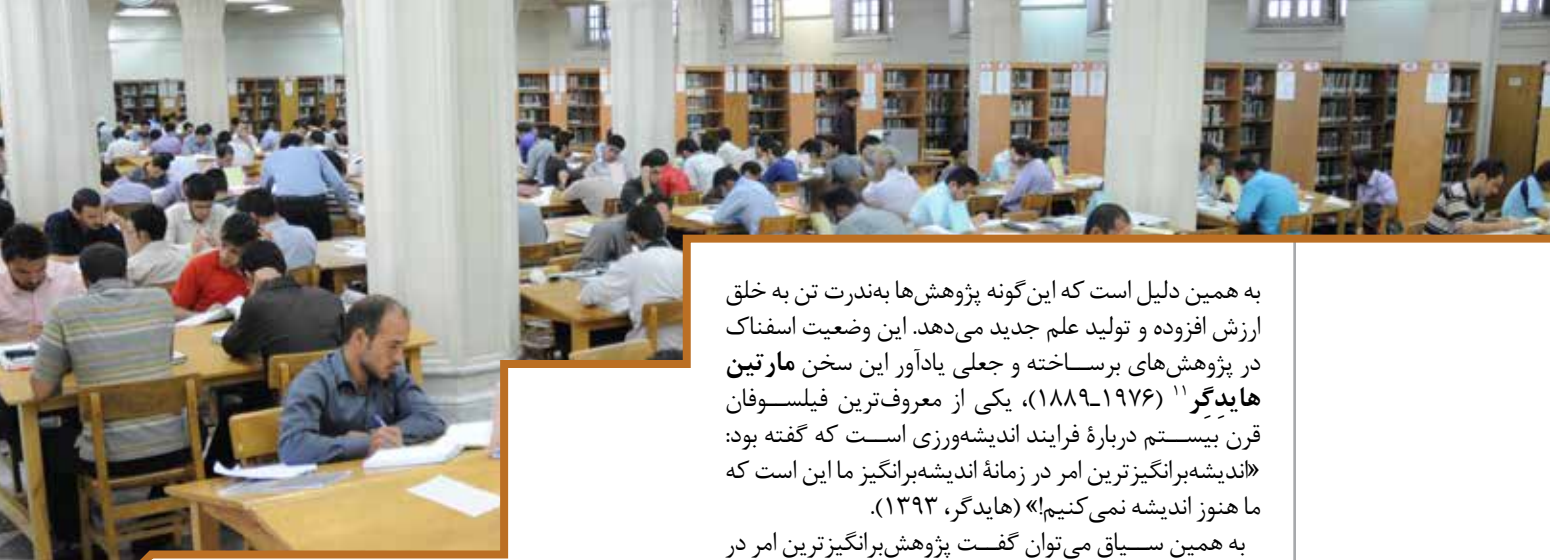 به همین دلیل است که این‌گونه پژوهش‌ها به‌ندرت تن به خلق
ارزش افزوده و تولید علم جدید می‌دهد. این وضعیت اسفناک
در پژوهش‌های برساخته و جعلی یادآور این سخن مارتین
هایدِگِر۱۱ (۱۹۷۶ـ۱۸۸۹)، یکی از معروف‌ترین فیلسوفان
قرن بیستم دربارهٔ فرایند اندیشه‌ورزی است که گفته بود:
«اندیشه‌برانگیزترین امر در زمانهٔ اندیشه‌برانگیز ما این است که
ما هنوز اندیشه نمی‌کنیم!» (هایدگر، ۱۳۹۳).
به همین سیاق می‌توان گفت پژوهش‌برانگیزترین امر در